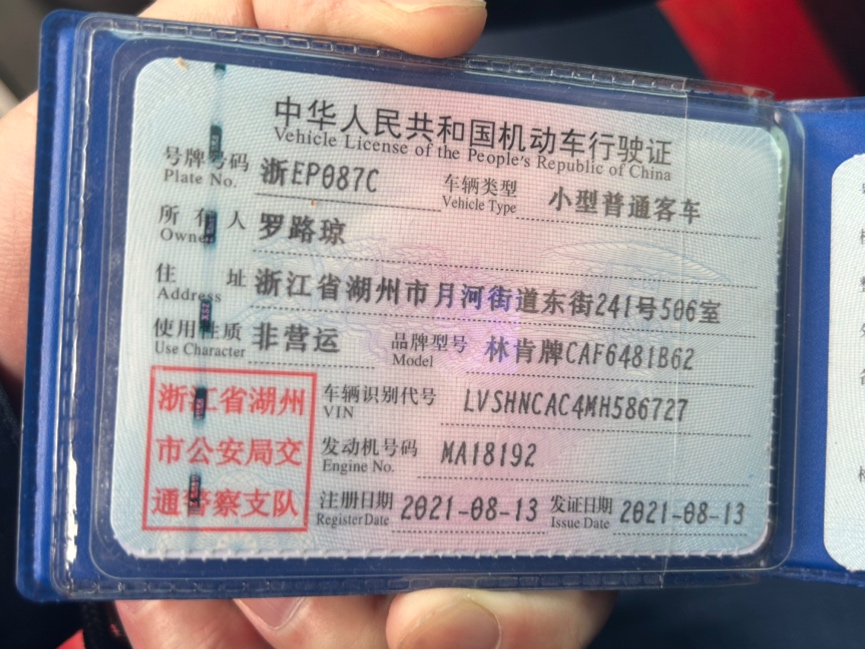 中华人民共和国机动车行驶证
Vehicle License of the People's Republic of China
号牌号码 浙EP087C 车辆类型 小型普通客车
Plate No. Vehicle Type
所有人 罗路琼
Owner
住址 浙江省湖州市月河街道东街241号506室
Address
使用性质 非营运 品牌型号 林肯牌CAF6481B62
Use Character Model
浙江省湖州
市公安局交
通警察支队
车辆识别代号 LVSHNCAC4MH586727
VIN
发动机号码 MA18192
Engine No.
注册日期 2021-08-13 发证日期 2021-08-13
Register Date Issue Date